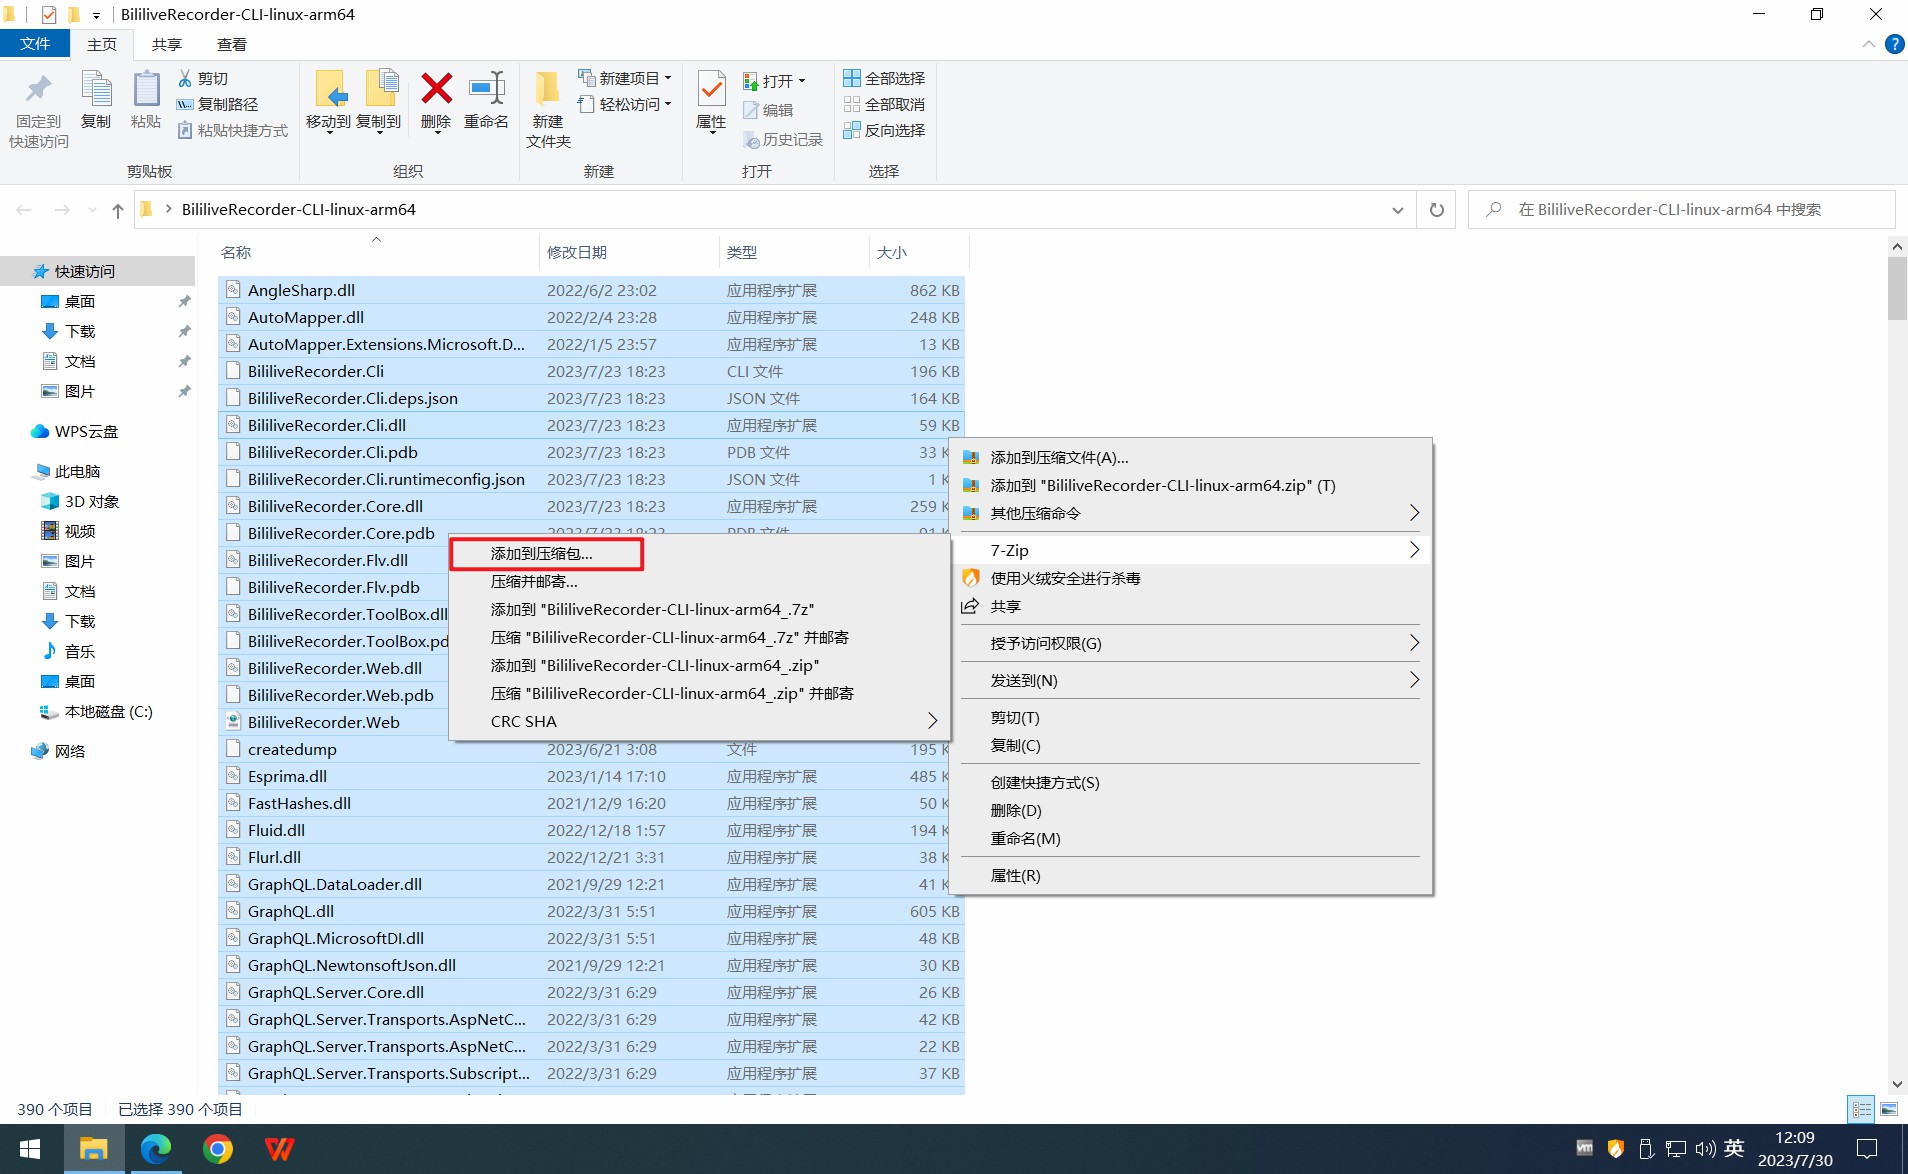 BililiveRecorder-CLI-linux-arm64
文件 主页 共享 查看
固定到快速访问
复制
粘贴
剪切
复制路径
粘贴快捷方式
剪贴板
移动到
复制到
删除
重命名
组织
新建文件夹
新建项目
轻松访问
新建
属性
打开
编辑
历史记录
打开
全部选择
全部取消
反向选择
选择
BililiveRecorder-CLI-linux-arm64
在 BililiveRecorder-CLI-linux-arm64 中搜索
快速访问
桌面
下载
文档
图片
WPS云盘
此电脑
3D 对象
视频
图片
文档
下载
音乐
桌面
本地磁盘 (C:)
网络
名称 修改日期 类型 大小
AngleSharp.dll 2022/6/2 23:02 应用程序扩展 862 KB
AutoMapper.dll 2022/2/4 23:28 应用程序扩展 248 KB
AutoMapper.Extensions.Microsoft.D... 2022/1/5 23:57 应用程序扩展 13 KB
BililiveRecorder.Cli 2023/7/23 18:23 CLI 文件 196 KB
BililiveRecorder.Cli.deps.json 2023/7/23 18:23 JSON 文件 164 KB
BililiveRecorder.Cli.dll 2023/7/23 18:23 应用程序扩展 59 KB
BililiveRecorder.Cli.pdb 2023/7/23 18:23 PDB 文件 33
BililiveRecorder.Cli.runtimeconfig.json 2023/7/23 18:23 JSON 文件 1
BililiveRecorder.Core.dll 2023/7/23 18:23 应用程序扩展 259
BililiveRecorder.Core.pdb 2023/7/23 18:23 PDB 文件 91
BililiveRecorder.Flv.dll
BililiveRecorder.Flv.pdb
BililiveRecorder.ToolBox.dll
BililiveRecorder.ToolBox.pd
BililiveRecorder.Web.dll
BililiveRecorder.Web.pdb
BililiveRecorder.Web
createdump 2023/6/21 3:08 文件 195
Esprima.dll 2023/1/14 17:10 应用程序扩展 485
FastHashes.dll 2021/12/9 16:20 应用程序扩展 50
Fluid.dll 2022/12/18 1:57 应用程序扩展 194
Flurl.dll 2022/12/21 3:31 应用程序扩展 38
GraphQL.DataLoader.dll 2021/9/29 12:21 应用程序扩展 41
GraphQL.dll 2022/3/31 5:51 应用程序扩展 605 KB
GraphQL.MicrosoftDI.dll 2022/3/31 5:51 应用程序扩展 48 KB
GraphQL.NewtonsoftJson.dll 2021/9/29 12:21 应用程序扩展 30 KB
GraphQL.Server.Core.dll 2022/3/31 6:29 应用程序扩展 26 KB
GraphQL.Server.Transports.AspNetC... 2022/3/31 6:29 应用程序扩展 42 KB
GraphQL.Server.Transports.AspNetC... 2022/3/31 6:29 应用程序扩展 22 KB
GraphQL.Server.Transports.Subscript... 2022/3/31 6:29 应用程序扩展 37 KB
添加到压缩包...
压缩并邮寄...
添加到 "BililiveRecorder-CLI-linux-arm64_.7z"
压缩 "BililiveRecorder-CLI-linux-arm64_.7z" 并邮寄
添加到 "BililiveRecorder-CLI-linux-arm64_.zip"
压缩 "BililiveRecorder-CLI-linux-arm64_.zip" 并邮寄
CRC SHA
添加到压缩文件(A)...
添加到 "BililiveRecorder-CLI-linux-arm64.zip" (T)
其他压缩命令
7-Zip
使用火绒安全进行杀毒
共享
授予访问权限(G)
发送到(N)
剪切(T)
复制(C)
创建快捷方式(S)
删除(D)
重命名(M)
属性(R)
390 个项目 已选择 390 个项目
vm
英
12:09
2023/7/30